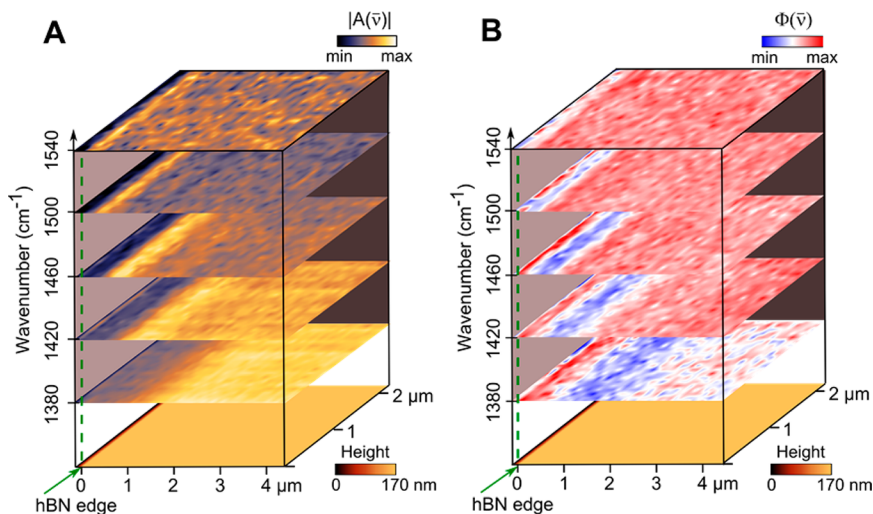 A
|A(ν̄)|
min max
Wavenumber (cm⁻¹)
1540
1500
1460
1420
1380
2 μm
1
0 1 2 3 4 μm
hBN edge
Height
0 170 nm
B
Φ(ν̄)
min max
Wavenumber (cm⁻¹)
1540
1500
1460
1420
1380
2 μm
1
0 1 2 3 4 μm
hBN edge
Height
0 170 nm